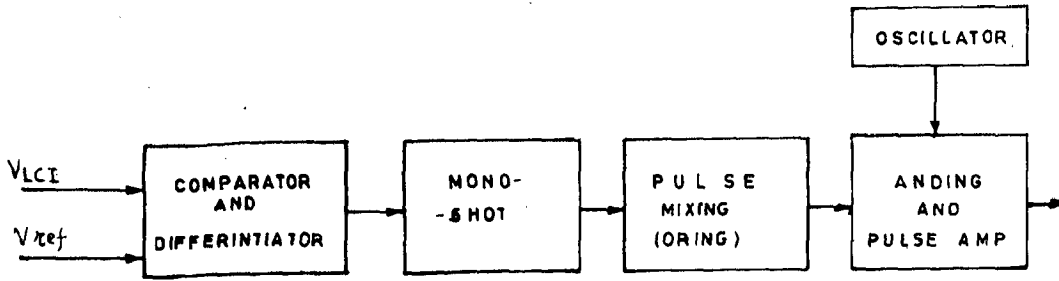 OSCILLATOR
VLCI
Vref
COMPARATOR
AND
DIFFERINTIATOR
MONO-
-SHOT
PULSE
MIXING
(ORING)
ANDING
AND
PULSE AMP